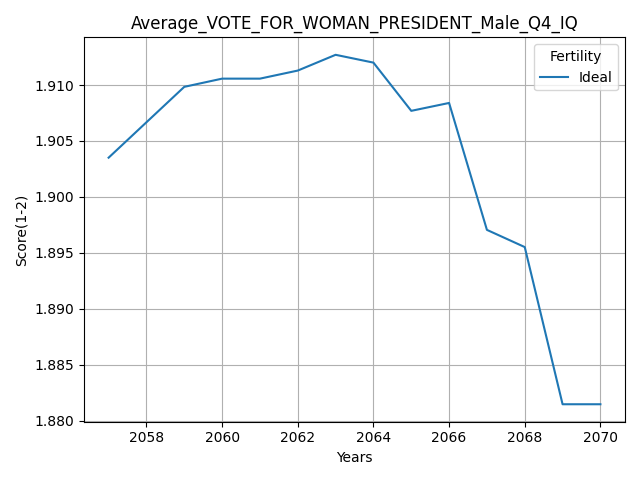 Average_VOTE_FOR_WOMAN_PRESIDENT_Male_Q4_IQ
Fertility
Ideal
1.910
1.905
1.900
1.895
1.890
1.885
1.880
Score(1-2)
2058 2060 2062 2064 2066 2068 2070
Years